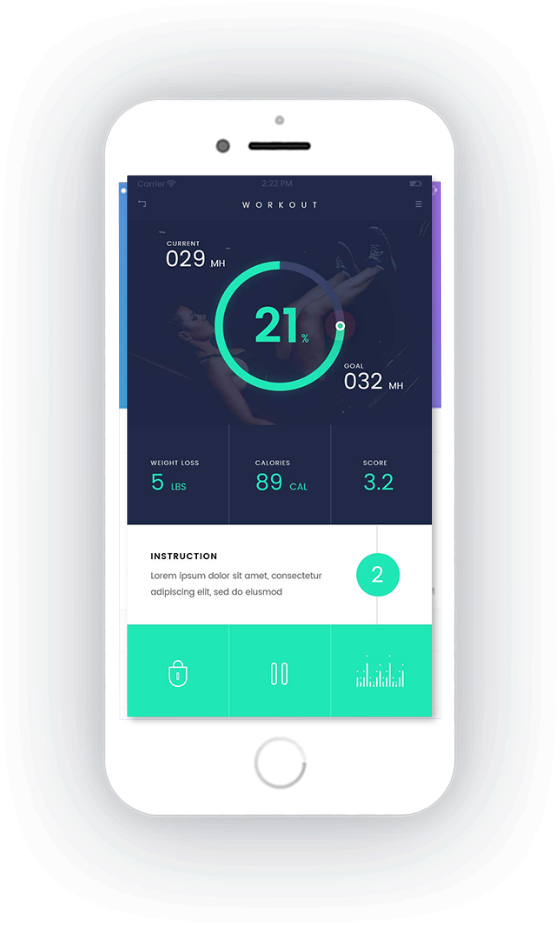 Carrier 2:22 PM
WORKOUT
CURRENT
029 MH
21%
GOAL
032 MH
WEIGHT LOSS CALORIES SCORE
5 LBS 89 CAL 3.2
INSTRUCTION
Lorem ipsum dolor sit amet, consectetur
adipiscing elit, sed do eiusmod
2